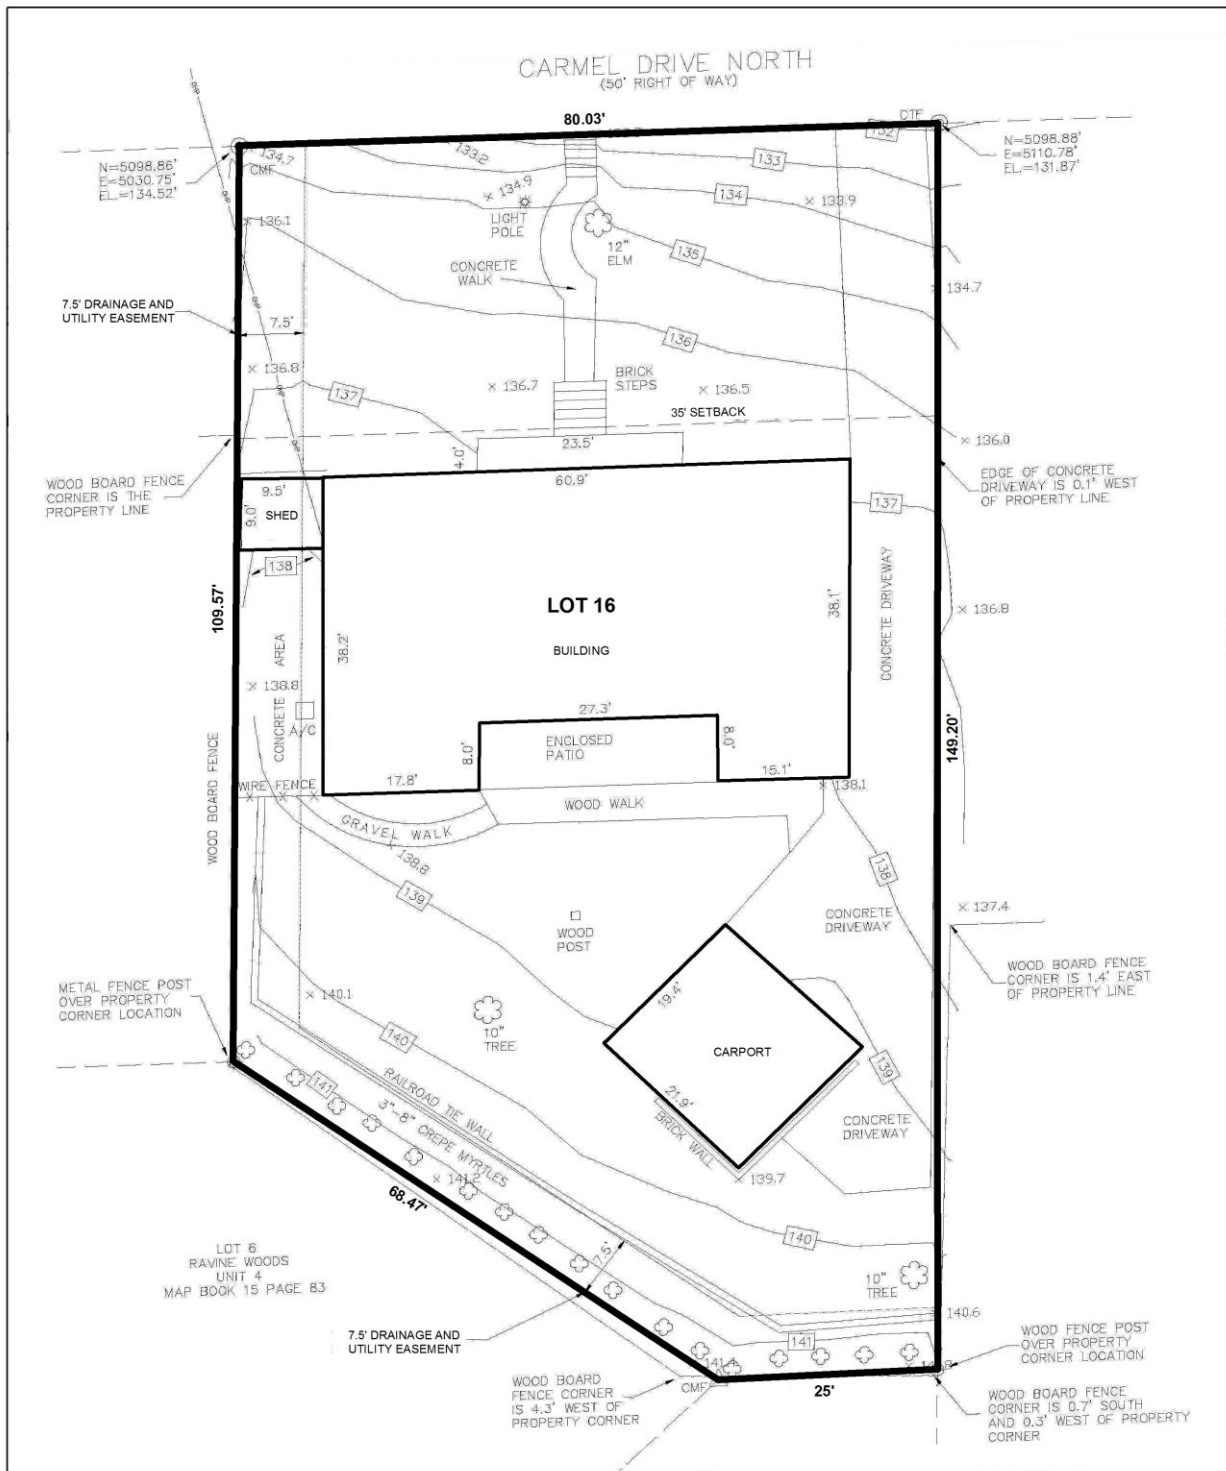 CARMEL DRIVE NORTH
(50' RIGHT OF WAY)
80.03'
CTF
132
N=5098.86'
E=5030.75'
EL.=134.52'
134.7
CMF
133.2
133
N=5098.88'
E=5110.78'
EL.=131.87'
134.9
134
133.9
136.1
LIGHT
POLE
12"
ELM
135
CONCRETE
WALK
134.7
7.5' DRAINAGE AND
UTILITY EASEMENT
7.5'
OHP
136
136.8
137
136.7
BRICK
STEPS
136.5
35' SETBACK
136.0
23.5'
4.0'
60.9'
WOOD BOARD FENCE
CORNER IS THE
PROPERTY LINE
EDGE OF CONCRETE
DRIVEWAY IS 0.1' WEST
OF PROPERTY LINE
9.5'
9.0'
SHED
137
138
109.57'
LOT 16
38.1'
CONCRETE DRIVEWAY
136.8
38.2'
BUILDING
CONCRETE AREA
138.8
A/C
27.3'
ENCLOSED
PATIO
8.0'
8.0'
149.20'
17.8'
15.1'
WOOD BOARD FENCE
WIRE FENCE
138.1
WOOD WALK
GRAVEL WALK
138.8
139
138
WOOD
POST
CONCRETE
DRIVEWAY
137.4
WOOD BOARD FENCE
CORNER IS 1.4' EAST
OF PROPERTY LINE
METAL FENCE POST
OVER PROPERTY
CORNER LOCATION
140.1
19.4'
10"
TREE
140
CARPORT
139
141
RAILROAD TIE WALL
3"-8" CREPE MYRTLES
21.9'
BRICK WALL
CONCRETE
DRIVEWAY
141.2
139.7
68.47'
LOT 6
RAVINE WOODS
UNIT 4
MAP BOOK 15 PAGE 83
7.5'
140
10"
TREE
140.6
7.5' DRAINAGE AND
UTILITY EASEMENT
141
WOOD FENCE POST
OVER PROPERTY
CORNER LOCATION
WOOD BOARD
FENCE CORNER
IS 4.3' WEST OF
PROPERTY CORNER
CMF
25'
WOOD BOARD FENCE
CORNER IS 0.7' SOUTH
AND 0.3' WEST OF PROPERTY
CORNER